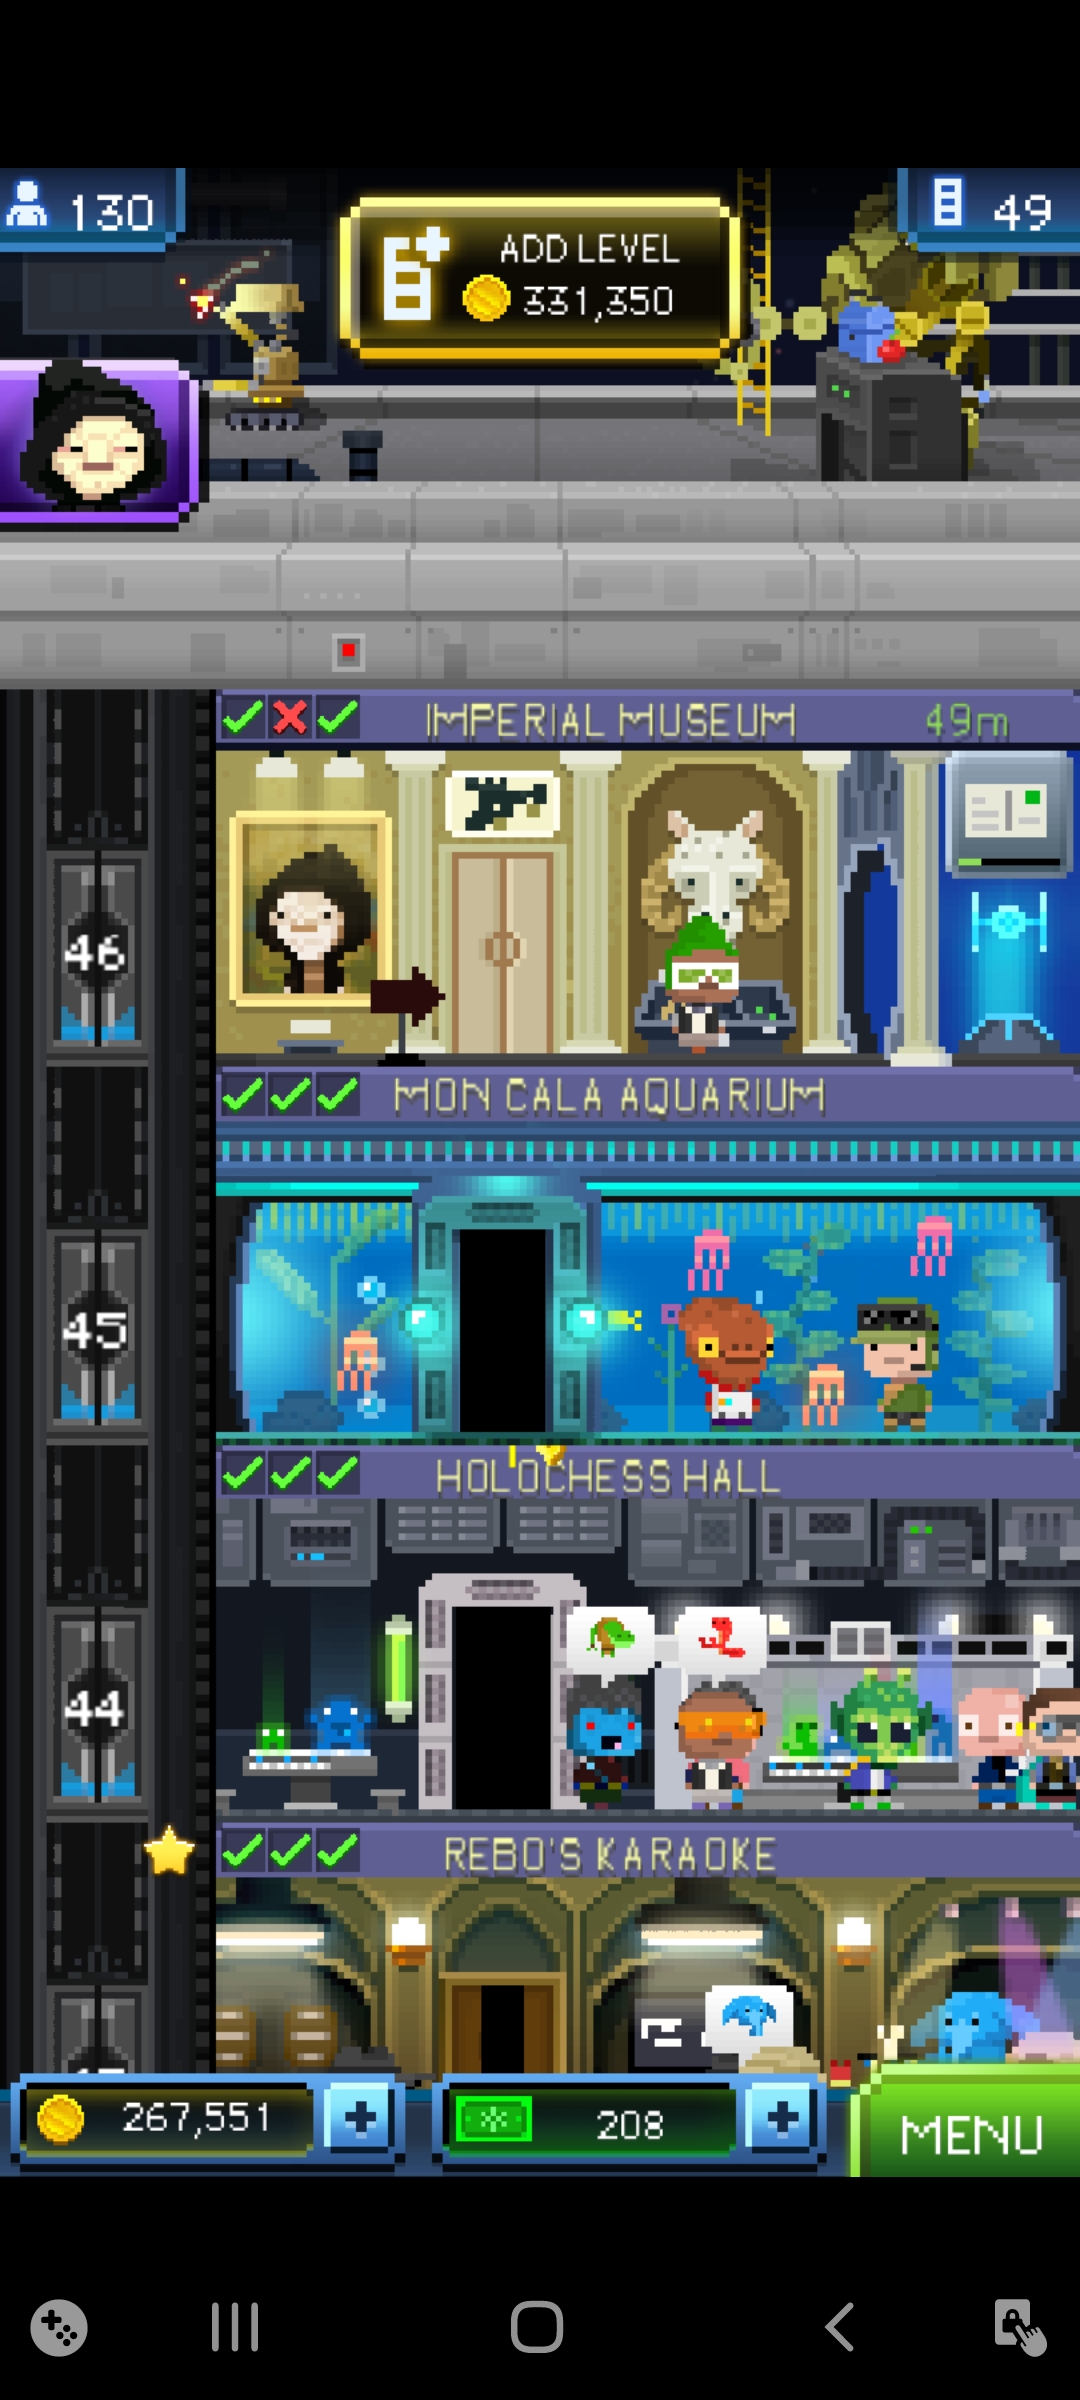 130
ADD LEVEL
331,350
49
IMPERIAL MUSEUM 49m
46
MON CALA AQUARIUM
45
HOLOCHESS HALL
44
REBO'S KARAOKE
267,551
208
MENU